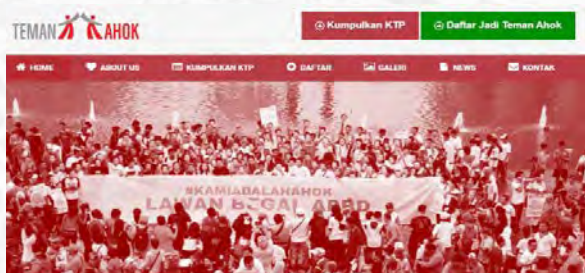 TEMAN AHOK
Kumpulkan KTP
Daftar Jadi Teman Ahok
HOME
ABOUT US
KUMPULKAN KTP
DAFTAR
GALERI
NEWS
KONTAK
#KAMIADALAHAHOK
LAWAN BEGAL APBD